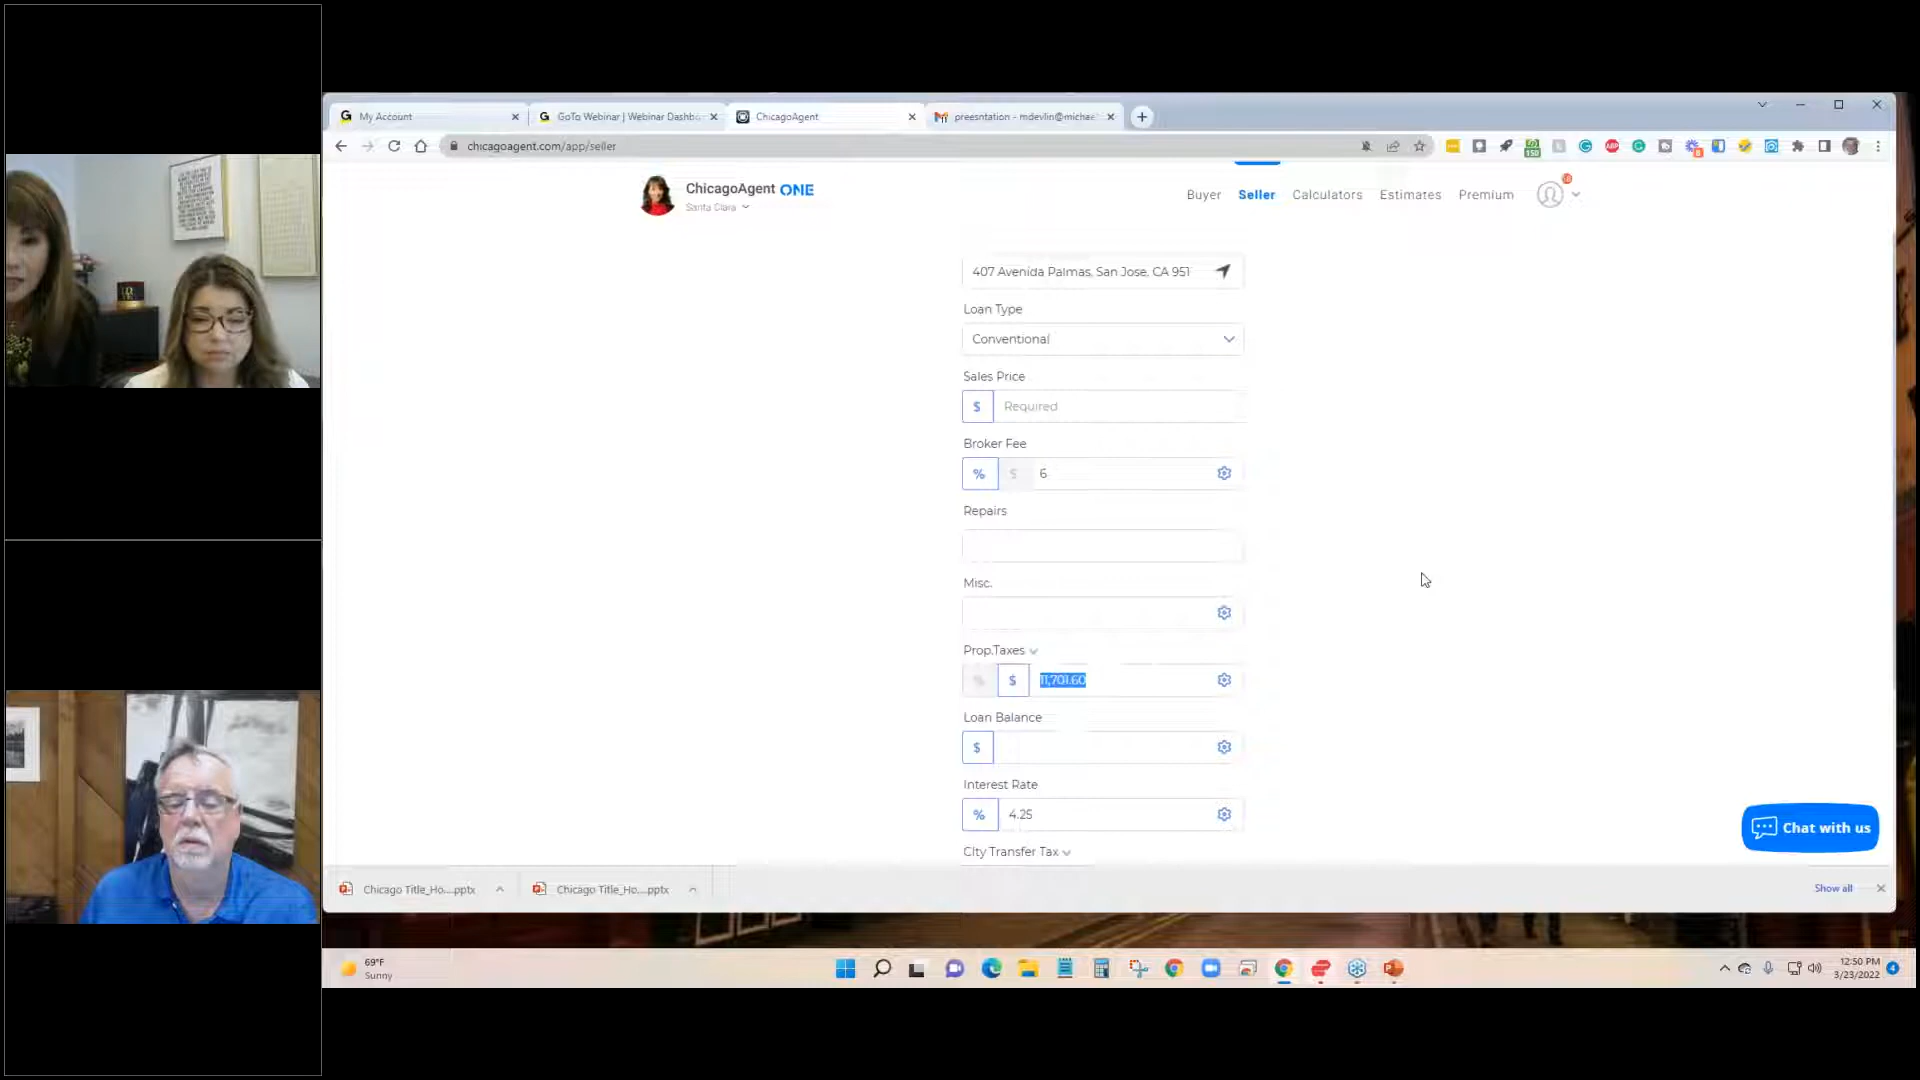 My Account
GoTo Webinar | Webinar Dashbo
ChicagoAgent
preesntation - mdevlin@michae
chicagoagent.com/app/seller
ChicagoAgent ONE
Santa Clara
Buyer
Seller
Calculators
Estimates
Premium
407 Avenida Palmas, San Jose, CA 951
Loan Type
Conventional
Sales Price
$ Required
Broker Fee
% $ 6
Repairs
Misc.
Prop.Taxes
% $ 11,701.60
Loan Balance
$
Interest Rate
% 4.25
City Transfer Tax
Chat with us
Chicago Title_Ho....pptx
Chicago Title_Ho....pptx
Show all
69°F
Sunny
12:50 PM
3/23/2022
4